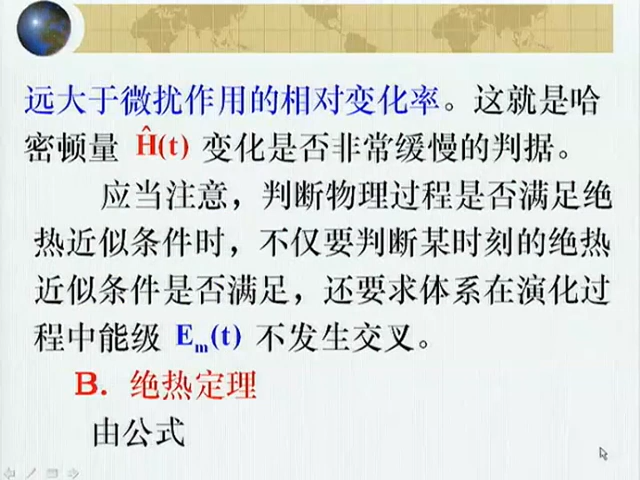 远大于微扰作用的相对变化率。这就是哈
密顿量 Ĥ(t) 变化是否非常缓慢的判据。
应当注意，判断物理过程是否满足绝
热近似条件时，不仅要判断某时刻的绝热
近似条件是否满足，还要求体系在演化过
程中能级 Eₘ(t) 不发生交叉。
B. 绝热定理
由公式